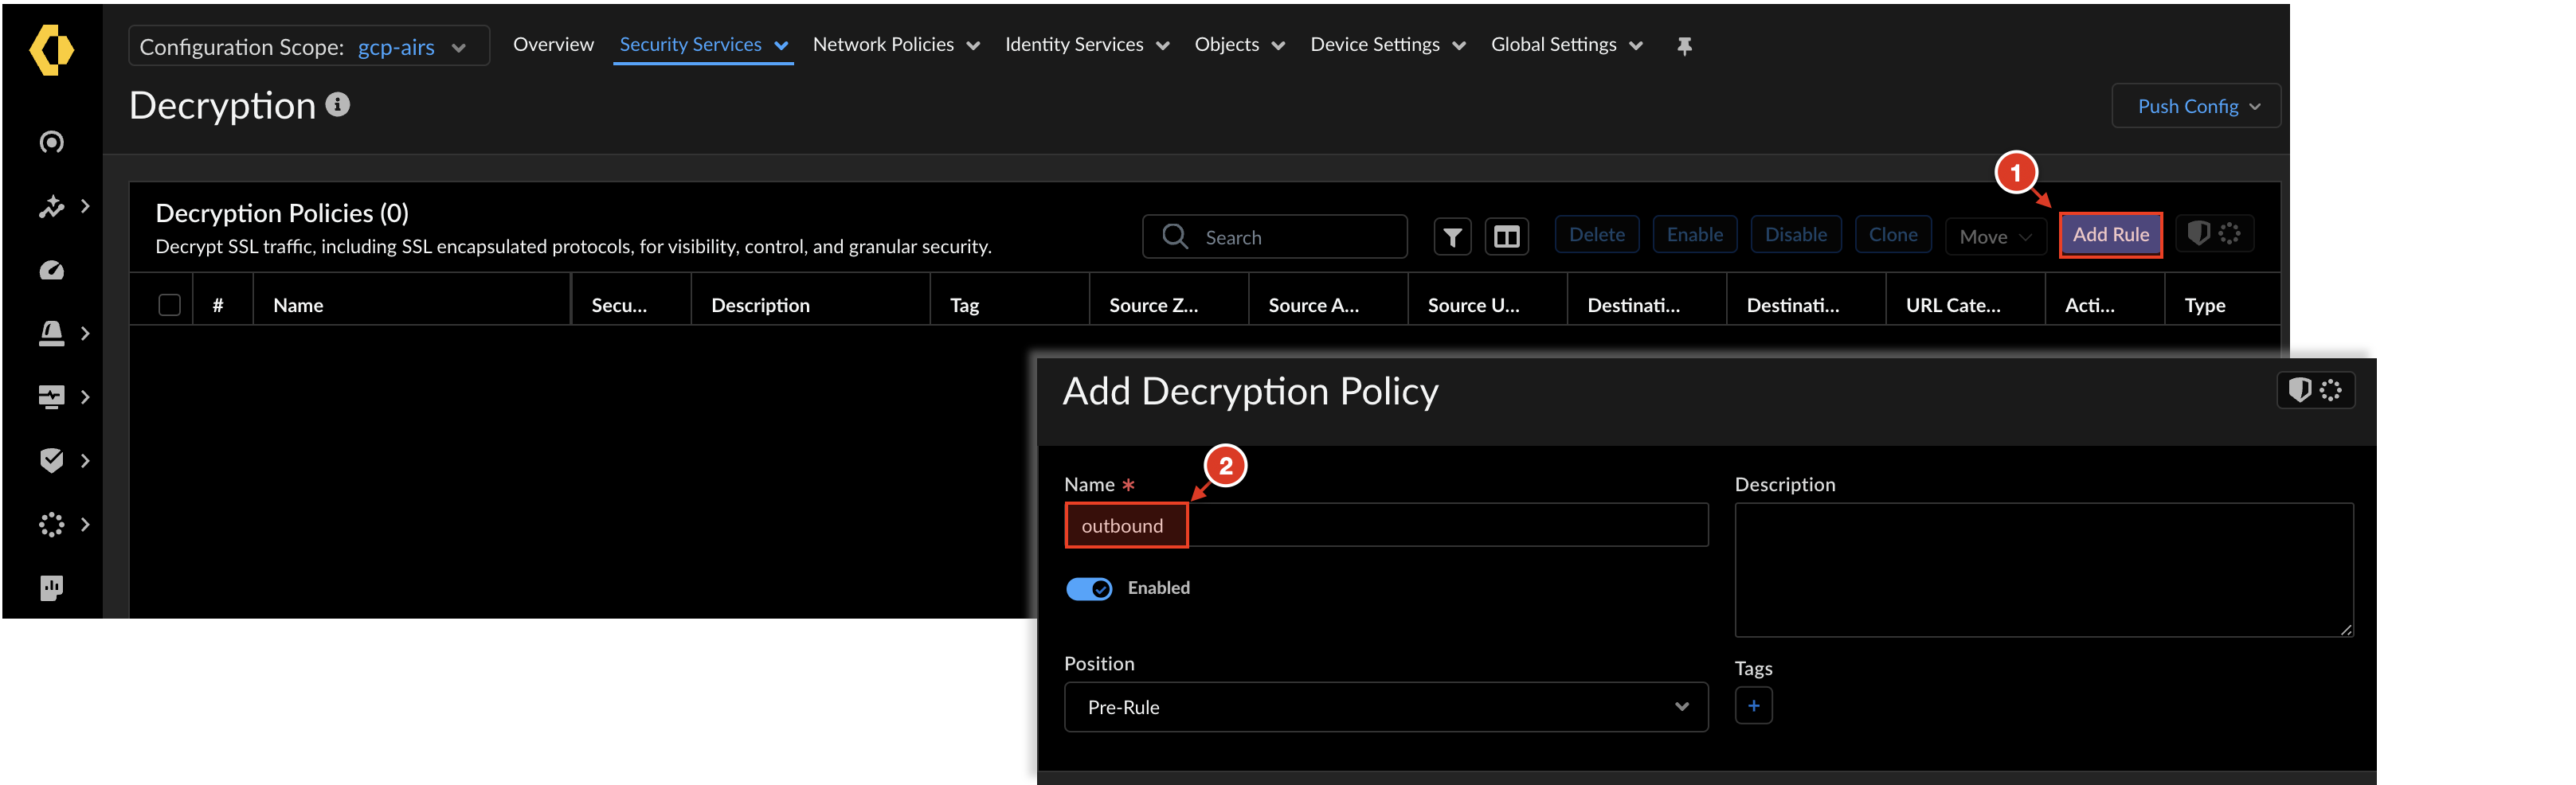 Configuration Scope: gcp-airs
Overview
Security Services
Network Policies
Identity Services
Objects
Device Settings
Global Settings
Decryption
Push Config
1
Decryption Policies (0)
Decrypt SSL traffic, including SSL encapsulated protocols, for visibility, control, and granular security.
Search
Delete
Enable
Disable
Clone
Move
Add Rule
#
Name
Secu...
Description
Tag
Source Z...
Source A...
Source U...
Destinati...
Destinati...
URL Cate...
Acti...
Type
Add Decryption Policy
2
Name *
outbound
Enabled
Position
Pre-Rule
Description
Tags
+